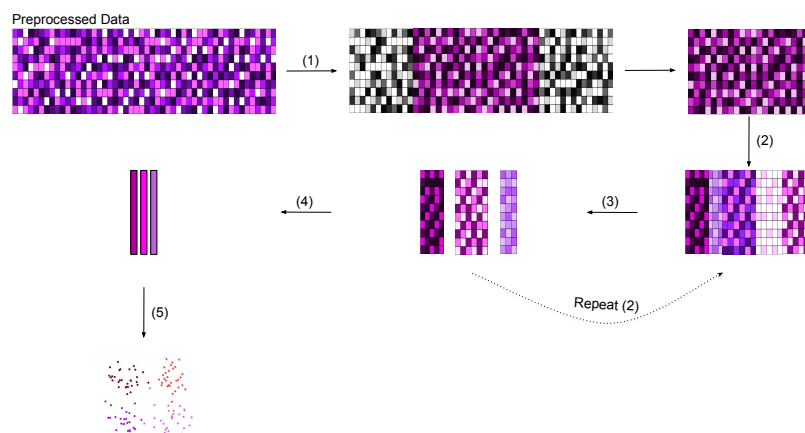 Preprocessed Data
(1)
(2)
(3)
(4)
Repeat (2)
(5)